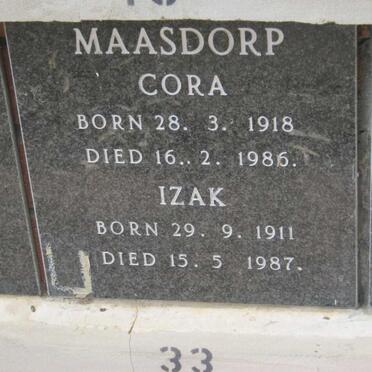 MAASDORP
CORA
BORN 28. 3. 1918
DIED 16.. 2. 1986.
IZAK
BORN 29. 9. 1911
DIED 15. 5 1987.
33